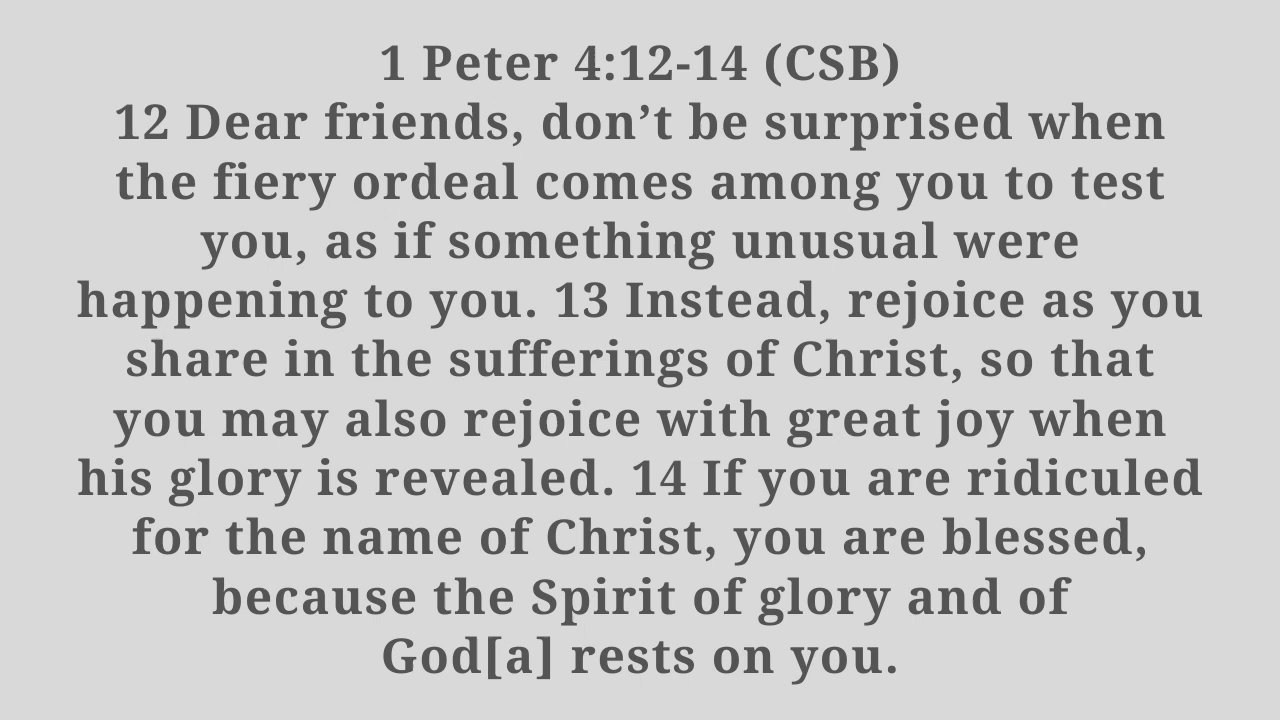 1 Peter 4:12-14 (CSB)
12 Dear friends, don’t be surprised when
the fiery ordeal comes among you to test
you, as if something unusual were
happening to you. 13 Instead, rejoice as you
share in the sufferings of Christ, so that
you may also rejoice with great joy when
his glory is revealed. 14 If you are ridiculed
for the name of Christ, you are blessed,
because the Spirit of glory and of
God[a] rests on you.